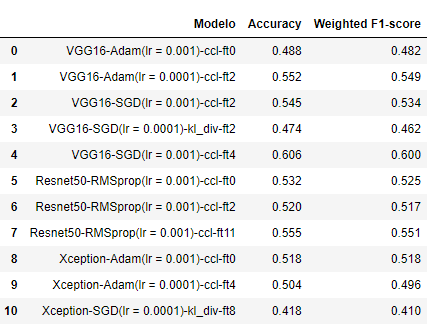 Modelo Accuracy Weighted F1-score
0 VGG16-Adam(lr = 0.001)-ccl-ft0 0.488 0.482
1 VGG16-Adam(lr = 0.0001)-ccl-ft2 0.552 0.549
2 VGG16-SGD(lr = 0.001)-ccl-ft2 0.545 0.534
3 VGG16-SGD(lr = 0.0001)-kl_div-ft2 0.474 0.462
4 VGG16-SGD(lr = 0.001)-ccl-ft4 0.606 0.600
5 Resnet50-RMSprop(lr = 0.001)-ccl-ft0 0.532 0.525
6 Resnet50-RMSprop(lr = 0.001)-ccl-ft2 0.520 0.517
7 Resnet50-RMSprop(lr = 0.001)-ccl-ft11 0.555 0.551
8 Xception-Adam(lr = 0.001)-ccl-ft0 0.518 0.518
9 Xception-Adam(lr = 0.0001)-ccl-ft4 0.504 0.496
10 Xception-SGD(lr = 0.0001)-kl_div-ft8 0.418 0.410